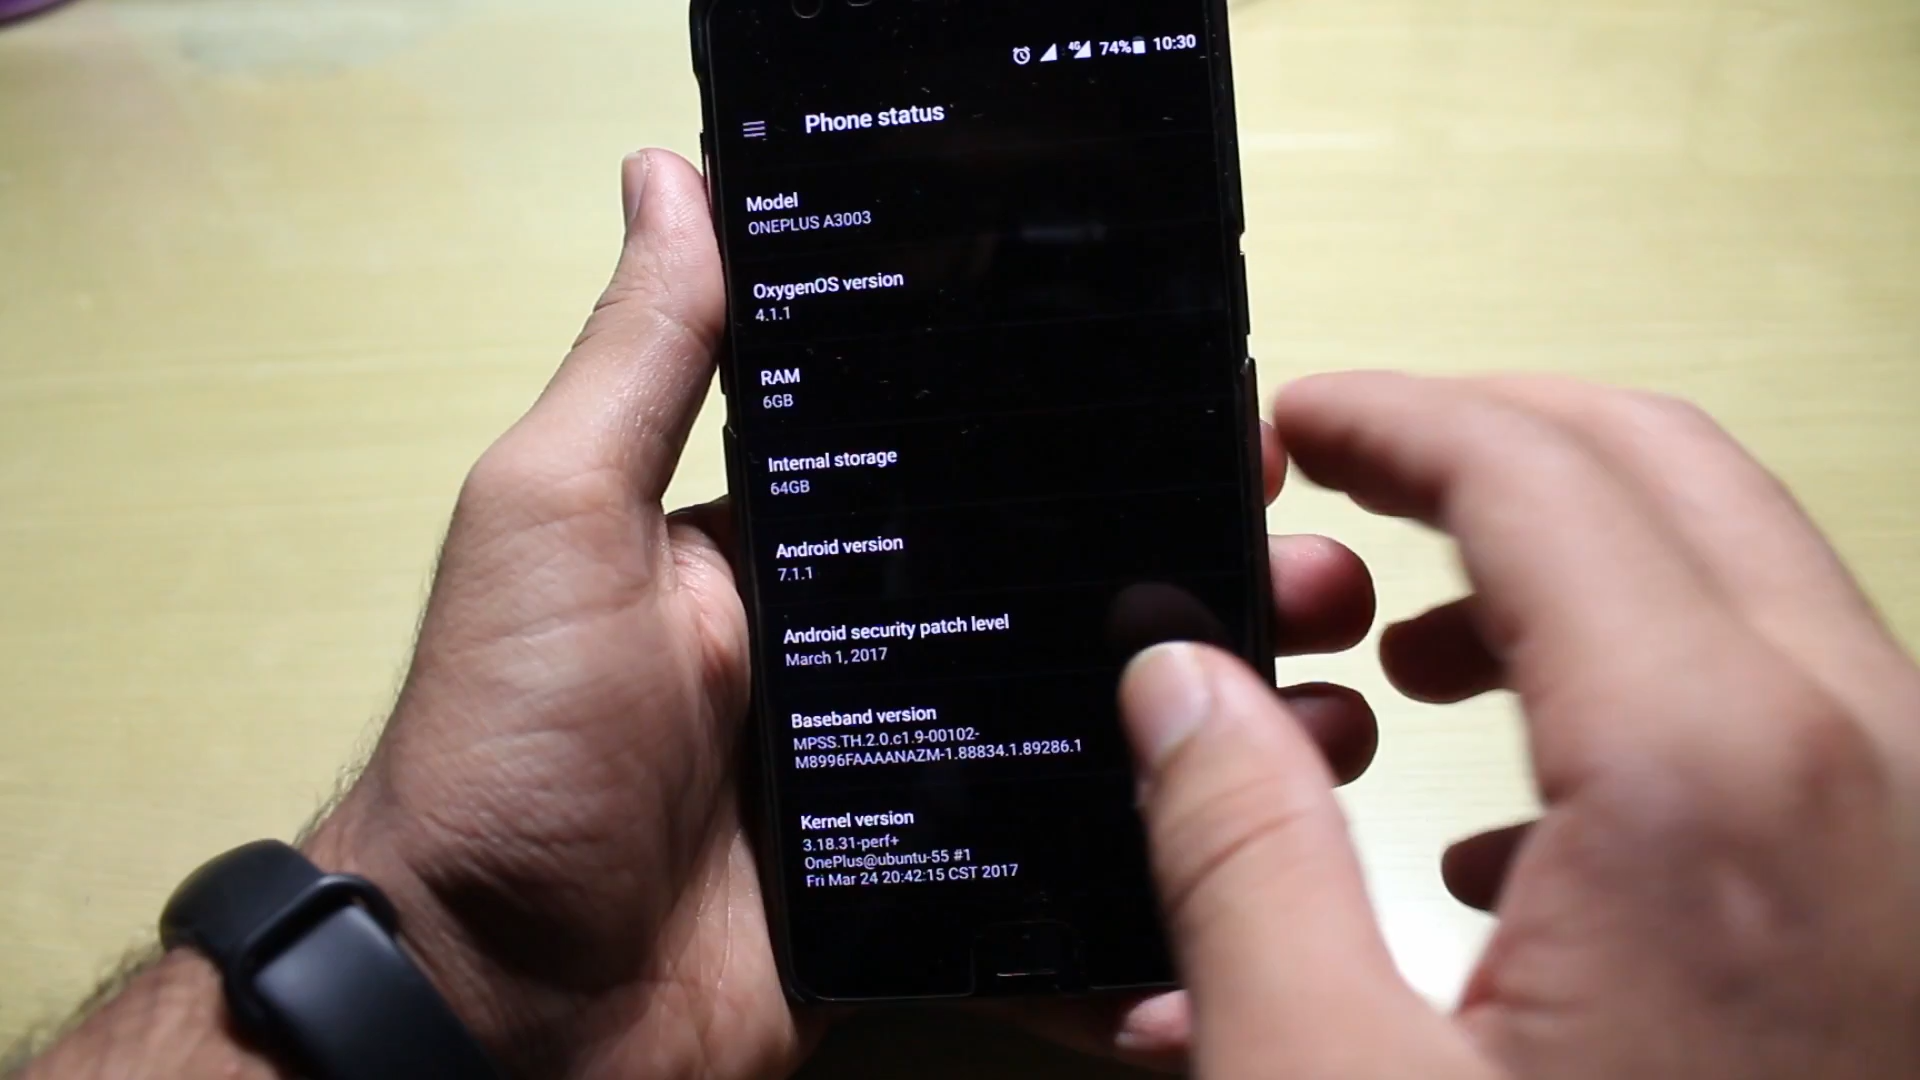 4G 74% 10:30
Phone status
Model
ONEPLUS A3003
OxygenOS version
4.1.1
RAM
6GB
Internal storage
64GB
Android version
7.1.1
Android security patch level
March 1, 2017
Baseband version
MPSS.TH.2.0.c1.9-00102-
M8996FAAAANAZM-1.88834.1.89286.1
Kernel version
3.18.31-perf+
OnePlus@ubuntu-55 #1
Fri Mar 24 20:42:15 CST 2017